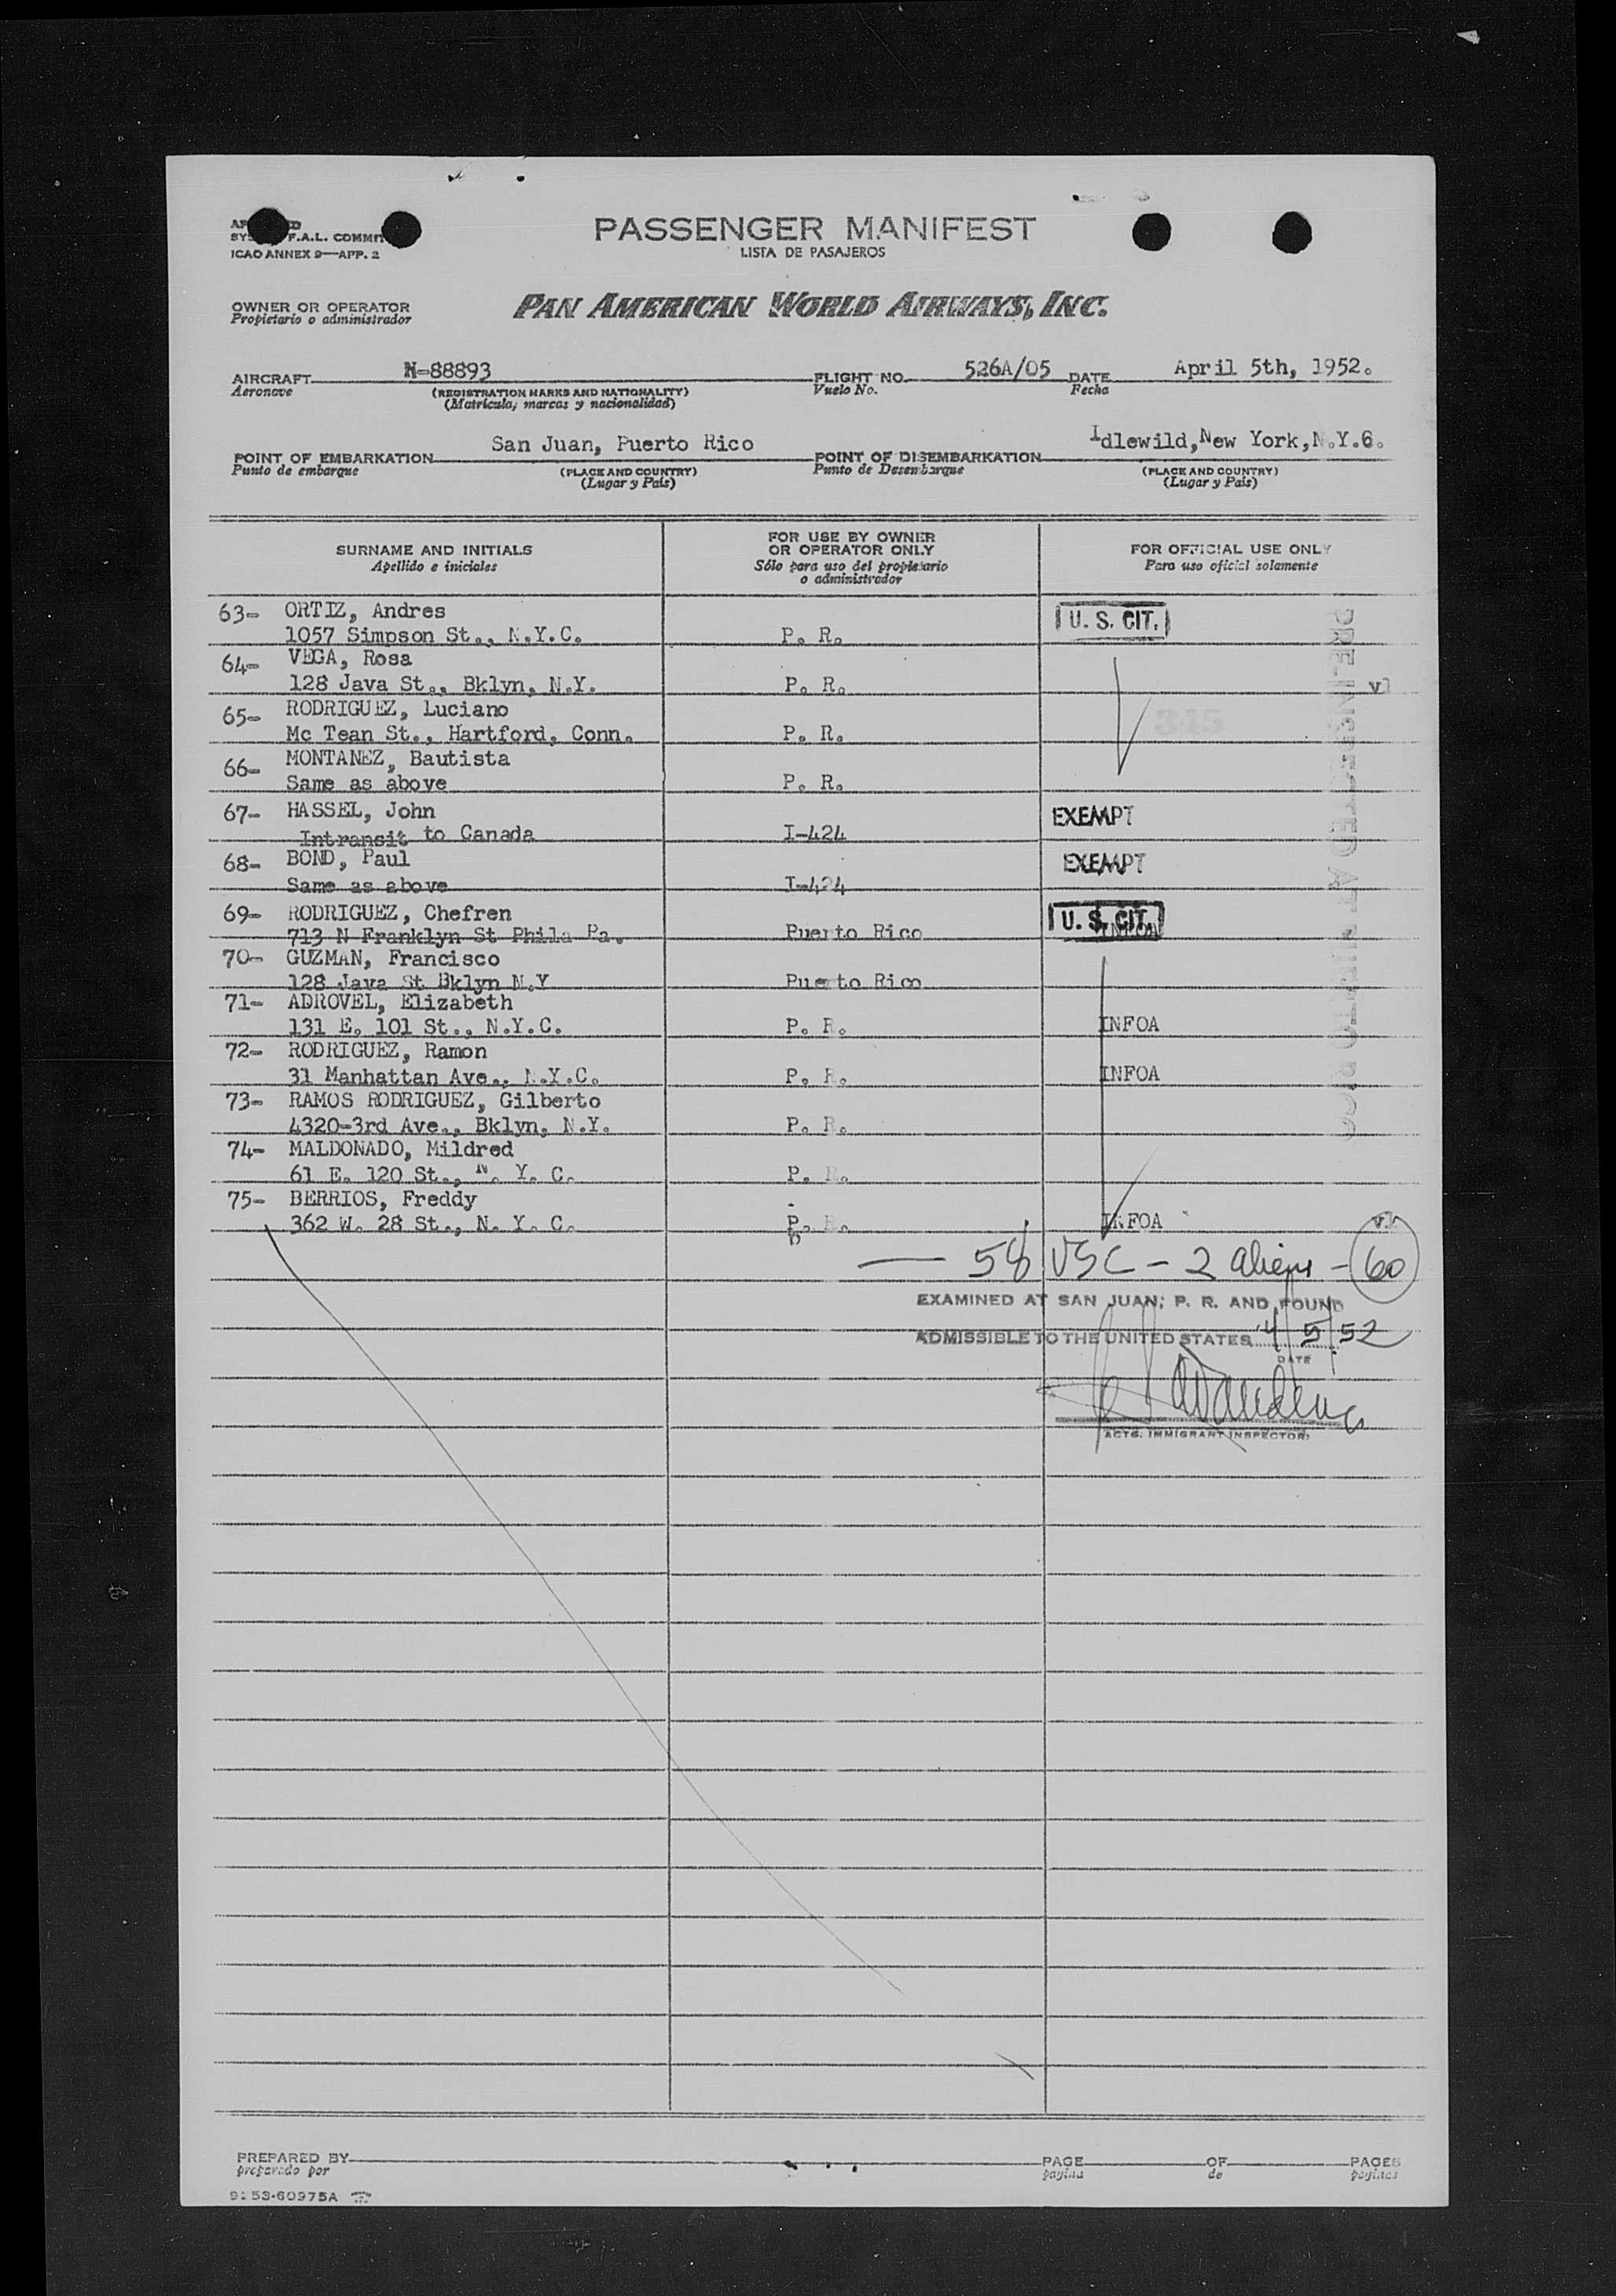 PASSENGER MANIFEST
LISTA DE PASAJEROS
F.A.L.
ICAO ANNEX 9—APP. 2
OWNER OR OPERATOR
Propietario o administrador
PAN AMERICAN WORLD AIRWAYS, INC.
AIRCRAFT N-88893 FLIGHT NO. 526A/05 DATE April 5th, 1952.
Aeronave (REGISTRATION MARKS AND NATIONALITY) Vuelo No. Fecha
(Matrícula, marcas y nacionalidad)
POINT OF EMBARKATION San Juan, Puerto Rico POINT OF DISEMBARKATION Idlewild, New York, N.Y.
Punto de embarque (PLACE AND COUNTRY) Punto de Desembarque (PLACE AND COUNTRY)
(Lugar y País) (Lugar y País)
SURNAME AND INITIALS
Apellido e iniciales
FOR USE BY OWNER
OR OPERATOR ONLY
Sólo para uso del propietario
o administrador
FOR OFFICIAL USE ONLY
Para uso oficial solamente
63- ORTIZ, Andres U. S. CIT.
1057 Simpson St., N.Y.C. P. R.
64- VEGA, Rosa
128 Java St., Bklyn, N.Y. P. R.
65- RODRIGUEZ, Luciano 345
Mc Tean St., Hartford, Conn. P. R.
66- MONTANEZ, Bautista
Same as above P. R.
67- HASSEL, John EXEMPT
Intransit to Canada I-424
68- BOND, Paul EXEMPT
Same as above I-424
69- RODRIGUEZ, Chefren U. S. CIT.
713 N Franklyn St Phila Pa. Puerto Rico INFOA
70- GUZMAN, Francisco
128 Java St Bklyn N.Y Puerto Rico
71- ADROVEL, Elizabeth
131 E. 101 St., N.Y.C. P. R. INFOA
72- RODRIGUEZ, Ramon
31 Manhattan Ave., N.Y.C. P. R. INFOA
73- RAMOS RODRIGUEZ, Gilberto
4320-3rd Ave., Bklyn, N.Y. P. R.
74- MALDONADO, Mildred
61 E. 120 St., N. Y. C. P. R.
75- BERRIOS, Freddy
362 W. 28 St., N. Y. C. P. R. INFOA
PRE-INSPECTED AT PUERTO RICO
— 58 USC - 2 aliens - 60
EXAMINED AT SAN JUAN, P. R. AND FOUND
ADMISSIBLE TO THE UNITED STATES 4/5/52
DATE
ACTG. IMMIGRANT INSPECTOR
PREPARED BY PAGE OF PAGES
preparado por pagina de paginas
9153-60975A